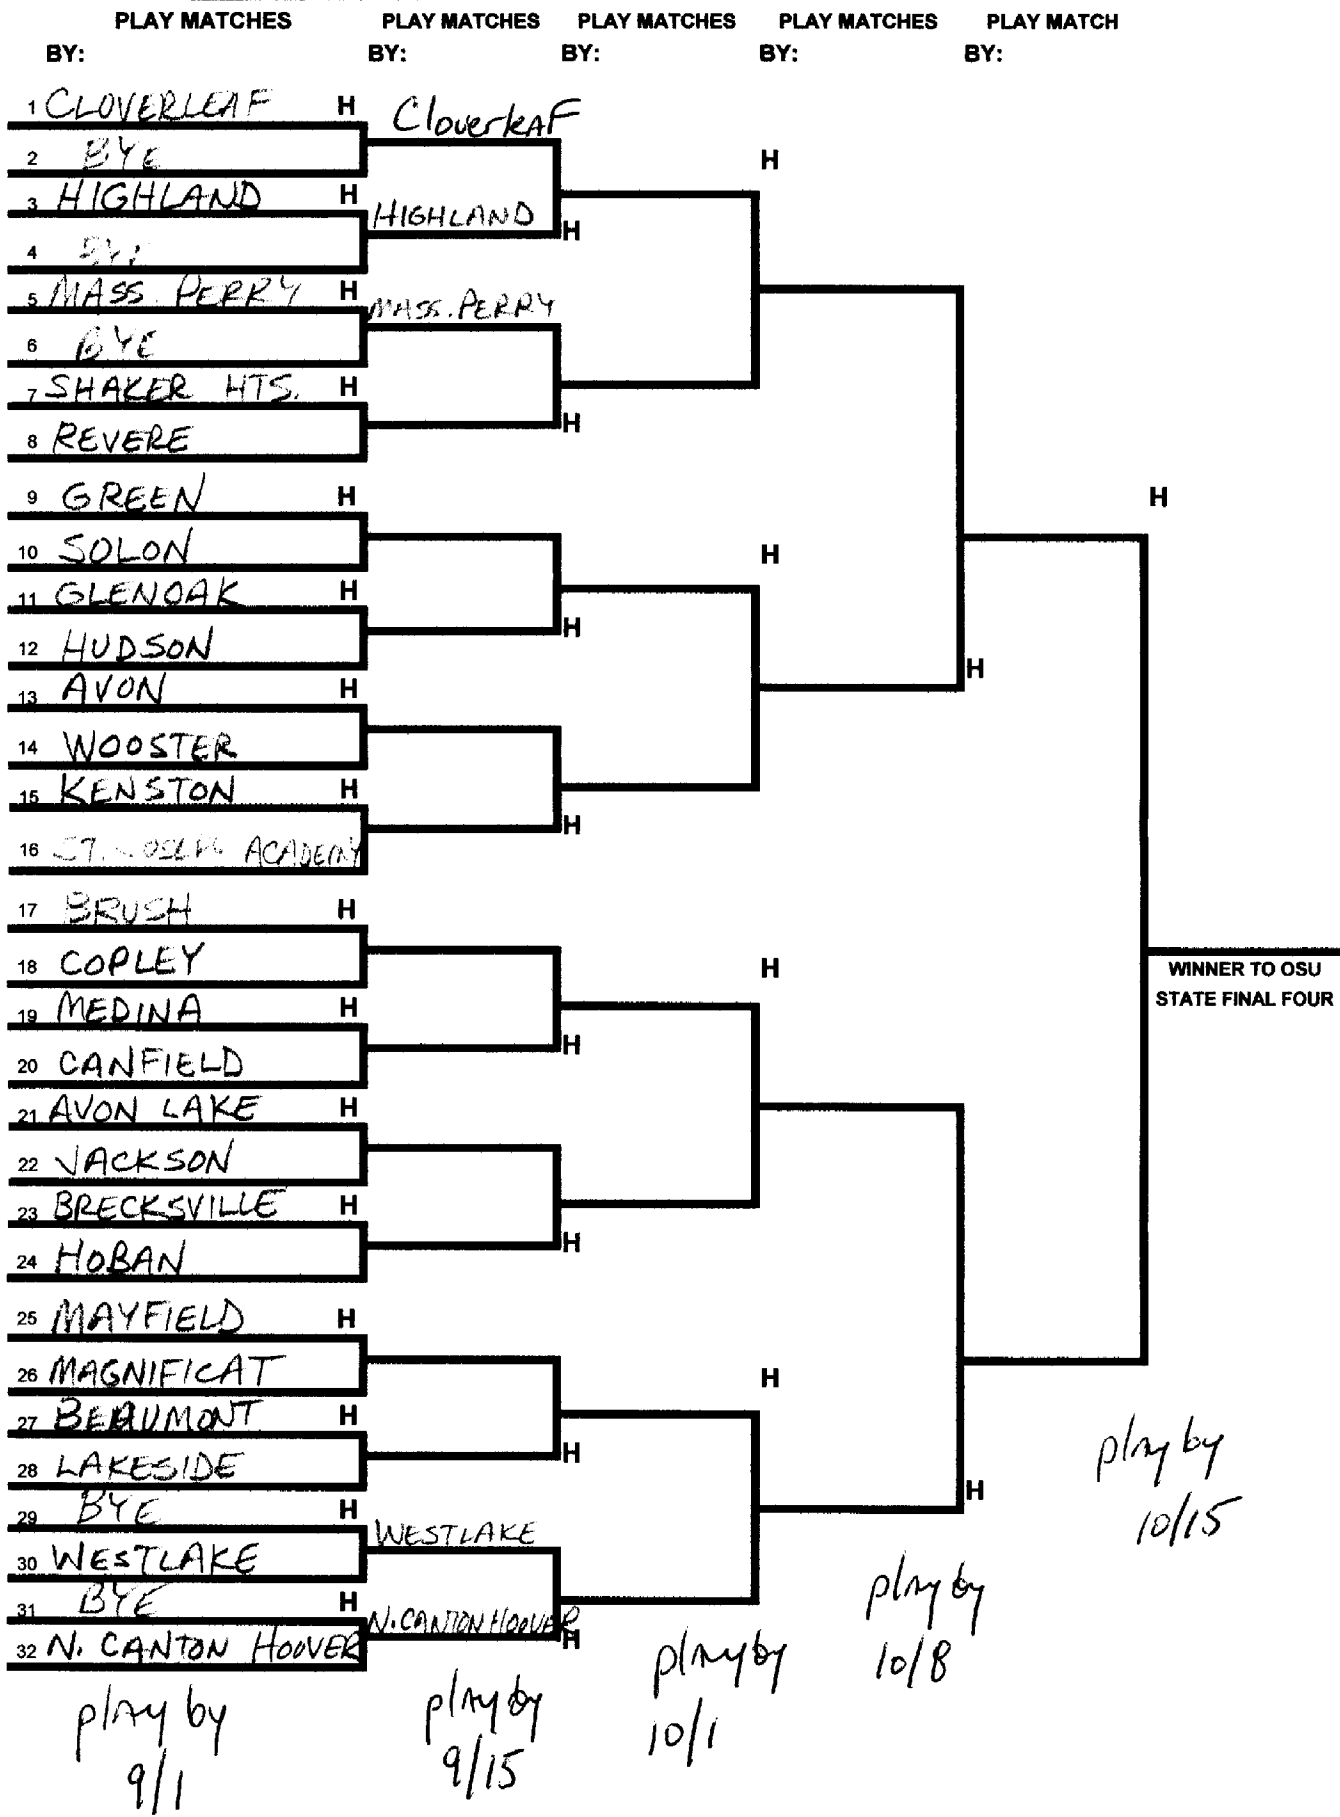 PLAY MATCHES PLAY MATCHES PLAY MATCHES PLAY MATCHES PLAY MATCH
BY: BY: BY: BY: BY:
1 CLOVERLEAF H
CloverleaF
2 BYE
H
3 HIGHLAND H
HIGHLAND
H
4 BYE
5 MASS. PERRY H
MASS. PERRY
6 BYE
7 SHAKER HTS. H
H
8 REVERE
9 GREEN H
H
10 SOLON
H
11 GLENOAK H
H
12 HUDSON
H
13 AVON H
14 WOOSTER
15 KENSTON H
H
16 ST. ACADEMY
17 BRUSH H
18 COPLEY
H
WINNER TO OSU
STATE FINAL FOUR
19 MEDINA H
H
20 CANFIELD
21 AVON LAKE H
22 JACKSON
23 BRECKSVILLE H
H
24 HOBAN
25 MAYFIELD H
26 MAGNIFICAT
H
27 BEAUMONT H
H
28 LAKESIDE
H
29 BYE H
WESTLAKE
30 WESTLAKE
31 BYE H
N. CANTON HOOVER
H
32 N. CANTON HOOVER
play by
9/1
play by
9/15
play by
10/1
play by
10/8
play by
10/15